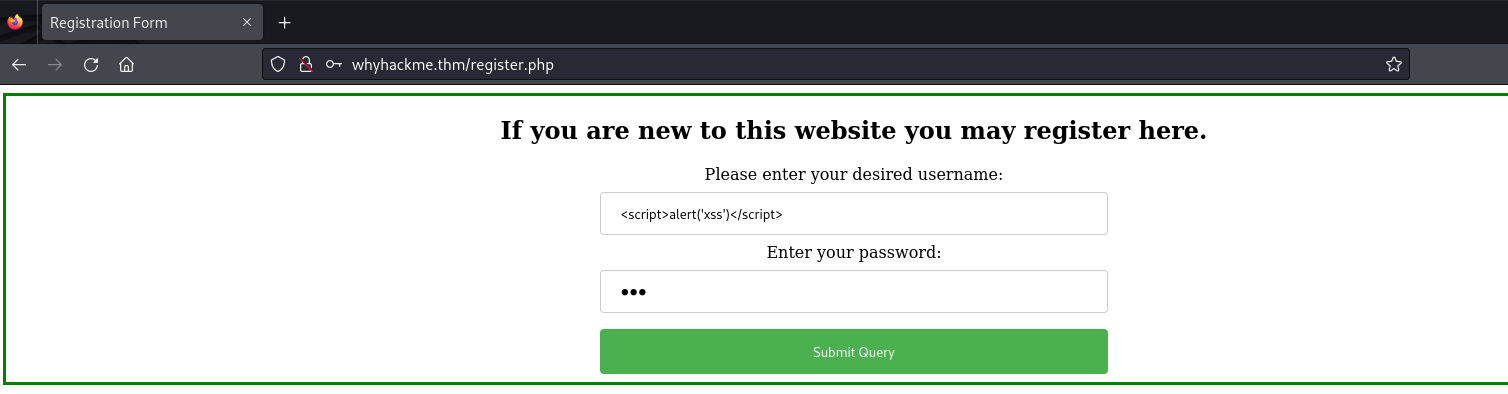 Registration Form
whyhackme.thm/register.php
If you are new to this website you may register here.
Please enter your desired username:
<script>alert('xss')</script>
Enter your password:
•••
Submit Query